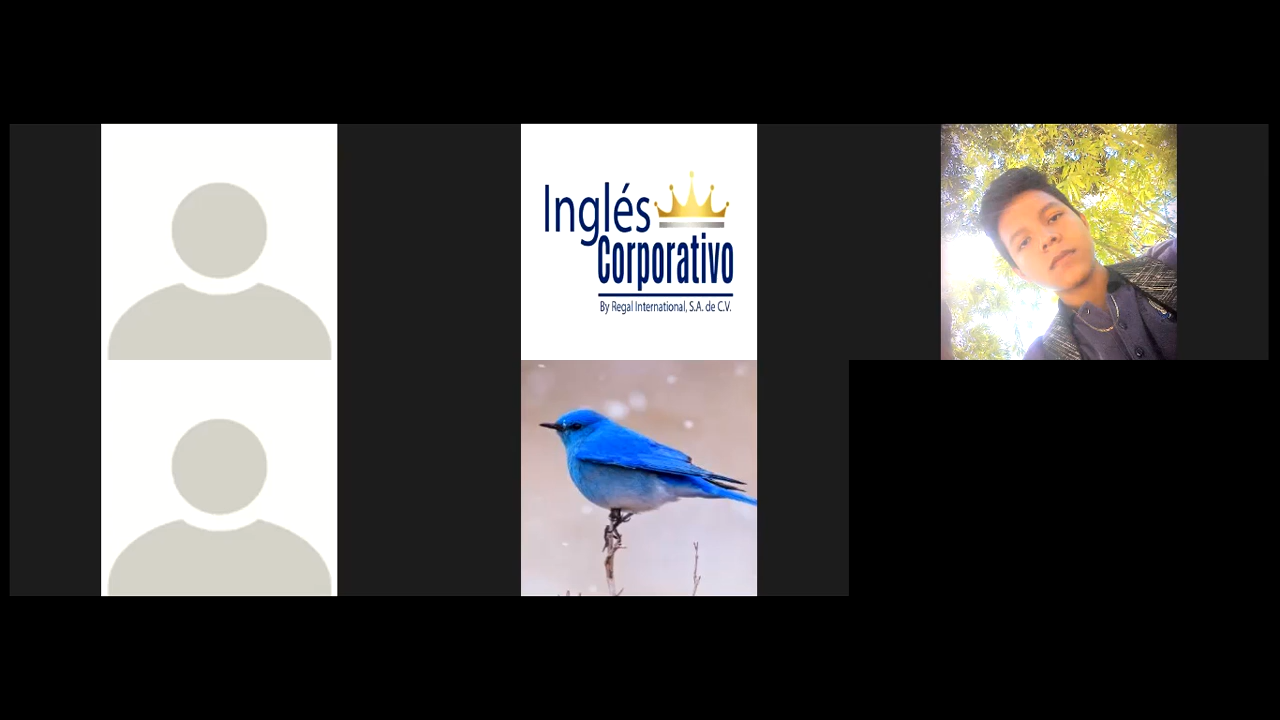 Inglés
Corporativo
By Regal International, S.A. de C.V.